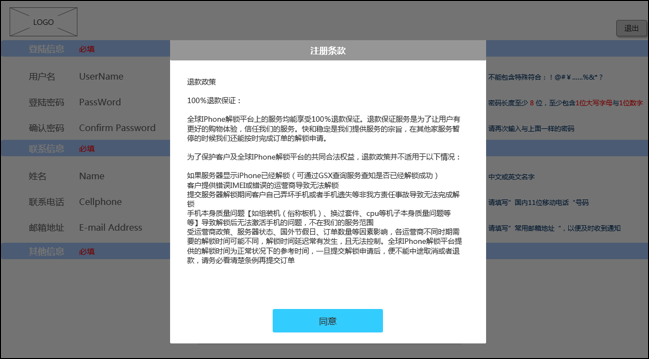 LOGO
退出
登陆信息 必填
注册条款
用户名 UserName
不能包含特殊符合：！@#￥……%&*？
登陆密码 PassWord
密码长度至少 8 位，至少包含1位大写字母与1位数字
确认密码 Confirm Password
请再次输入与上面一样的密码
联系信息 必填
姓名 Name
中文或英文名字
联系电话 Cellphone
请填写”国内11位移动电话“号码
邮箱地址 E-mail Address
请填写”常用邮箱地址“，以便及时收到通知
其他信息 必填
退款政策
100%退款保证：
全球IPhone解锁平台上的服务均能享受100%退款保证。退款保证服务是为了让用户有
更好的购物体验，信任我们的服务。快和稳定是我们提供服务的宗旨，在其他家服务暂
停的时候我们还能按时完成订单的解锁申请。
为了保护客户及全球IPhone解锁平台的共同合法权益，退款政策并不适用于以下情况：
如果服务器显示iPhone已经解锁（可通过GSX查询服务查知是否已经解锁成功）
客户提供错误IMEI或错误的运营商导致无法解锁
提交服务器解锁期间客户自己弄坏手机或者手机遗失等非我方责任事故导致无法完成解
锁
手机本身质量问题【如组装机（俗称板机）、换过套件、cpu等机子本身质量问题等
等】导致解锁后无法激活手机的问题，不在我们的服务范围
受运营商政策、服务器状态、国外节假日、订单数量等因素影响，各运营商不同时期需
要的解锁时间可能不同，解锁时间延迟常有发生，且无法控制。全球IPhone解锁平台提
供的解锁时间为正常状况下的参考时间，一旦提交解锁申请后，便不能中途取消或者退
款，请务必看清楚条例再提交订单
同意